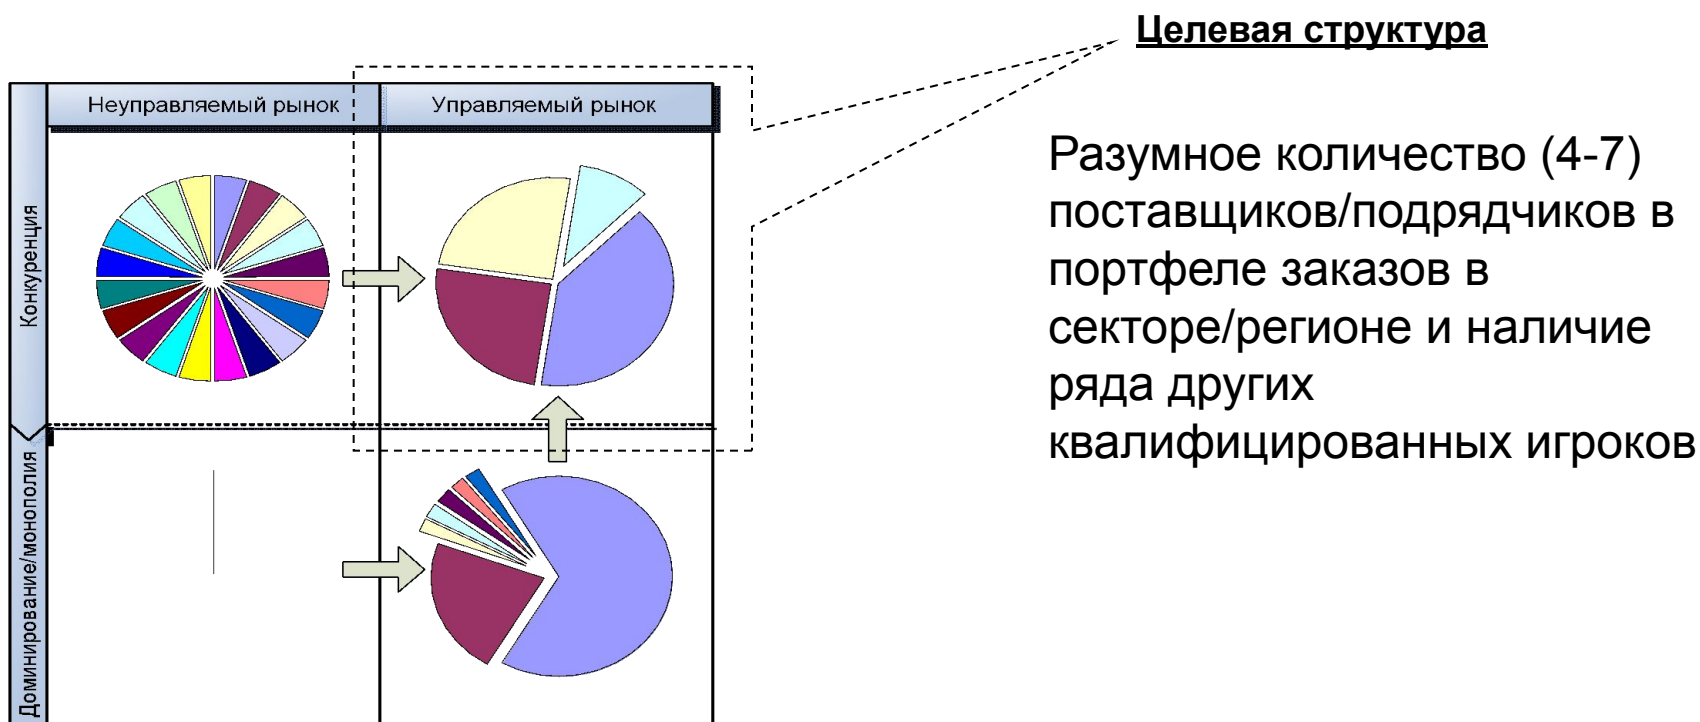 Целевая структура
Неуправляемый рынок
Управляемый рынок
Конкуренция
Доминирование/монополия
Разумное количество (4-7)
поставщиков/подрядчиков в
портфеле заказов в
секторе/регионе и наличие
ряда других
квалифицированных игроков